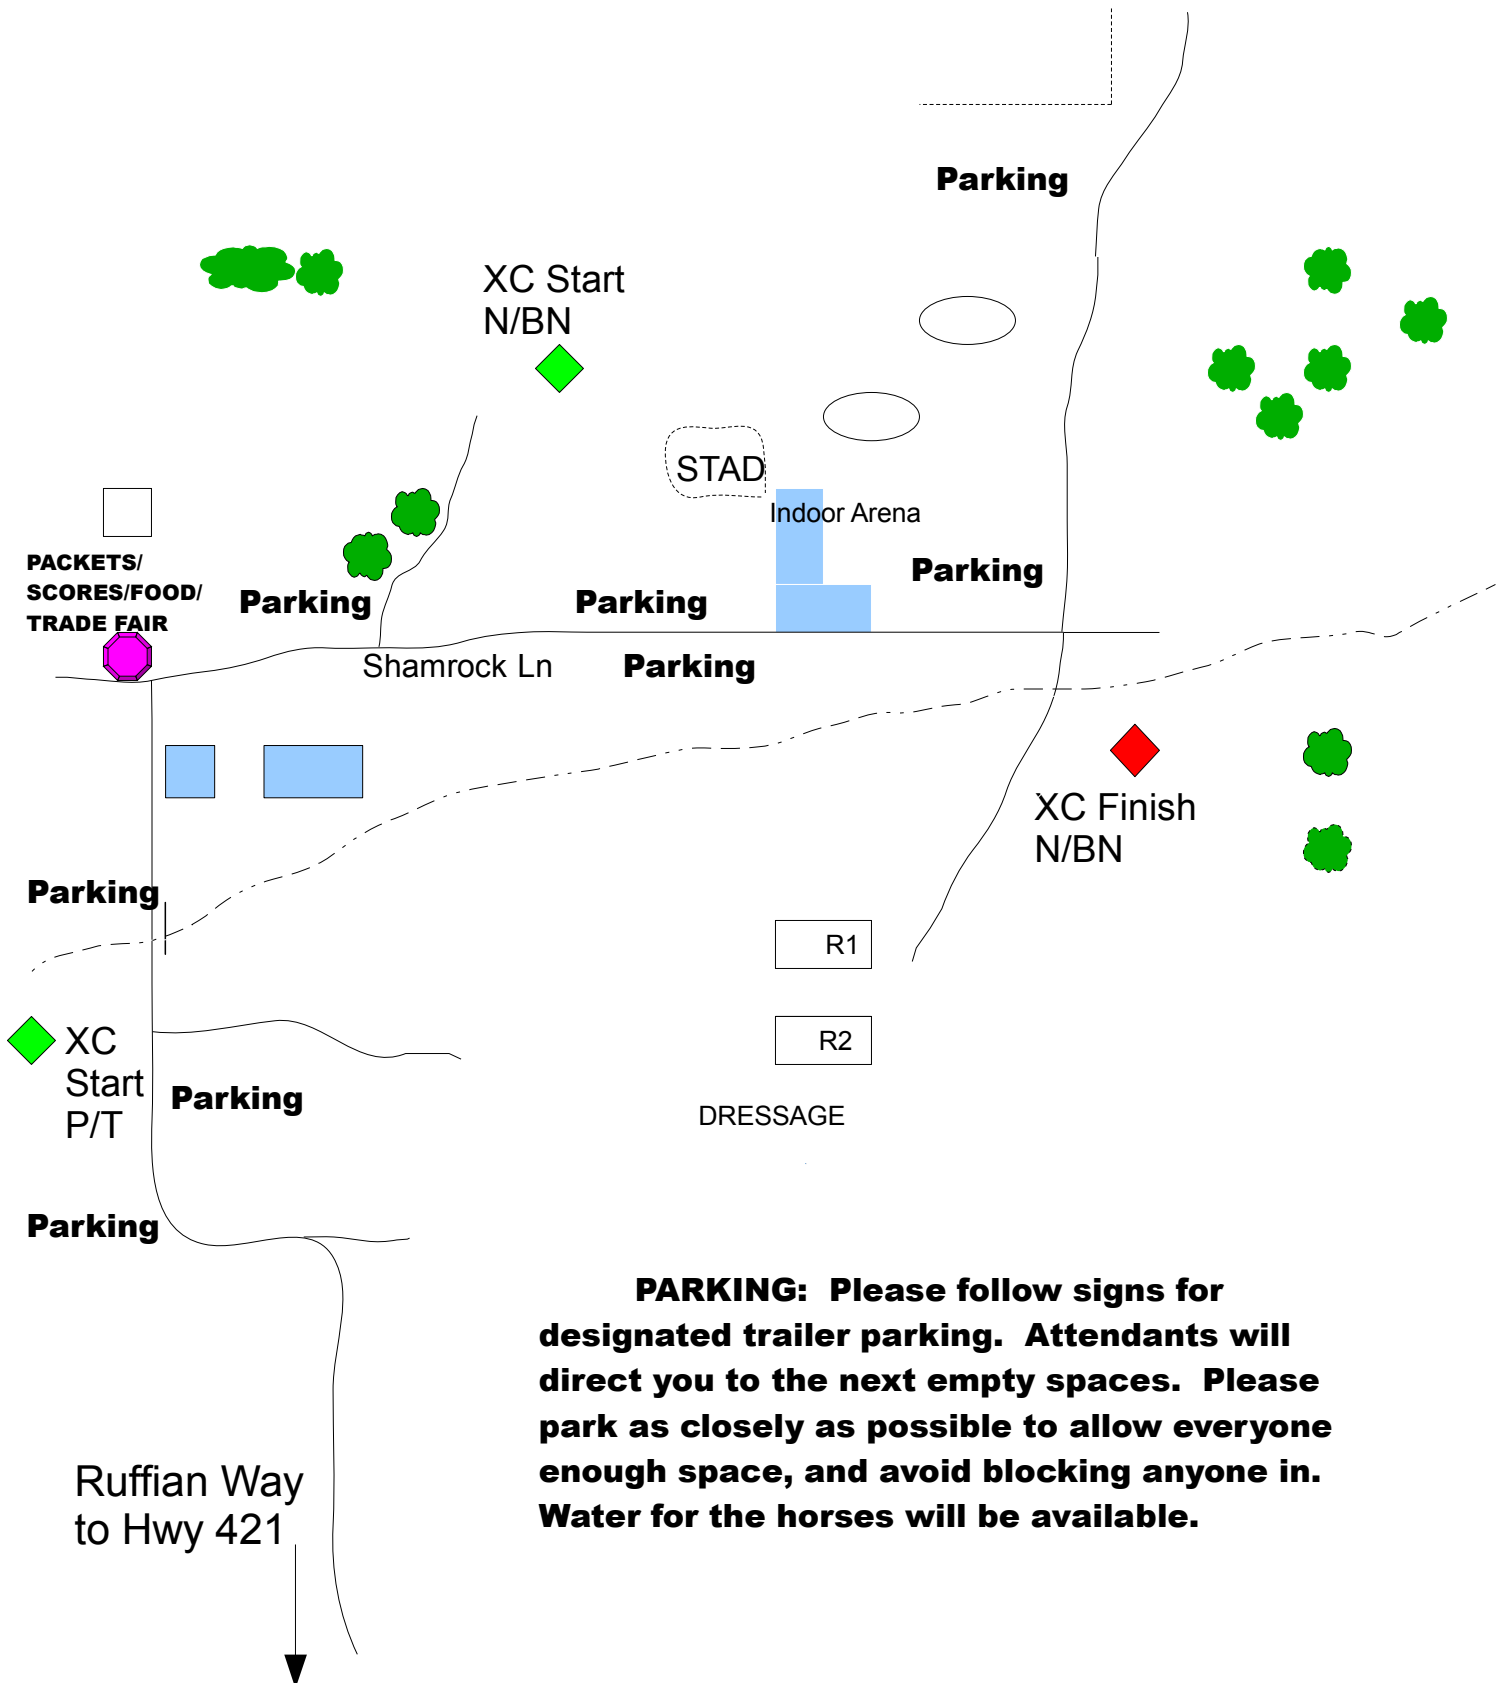 Parking
XC Start
N/BN
STAD
Indoor Arena
PACKETS/
SCORES/FOOD/
TRADE FAIR
Parking
Parking
Parking
Shamrock Ln
Parking
XC Finish
N/BN
Parking
R1
R2
XC
Start
P/T
Parking
DRESSAGE
Parking
PARKING: Please follow signs for
designated trailer parking. Attendants will
direct you to the next empty spaces. Please
park as closely as possible to allow everyone
enough space, and avoid blocking anyone in.
Water for the horses will be available.
Ruffian Way
to Hwy 421